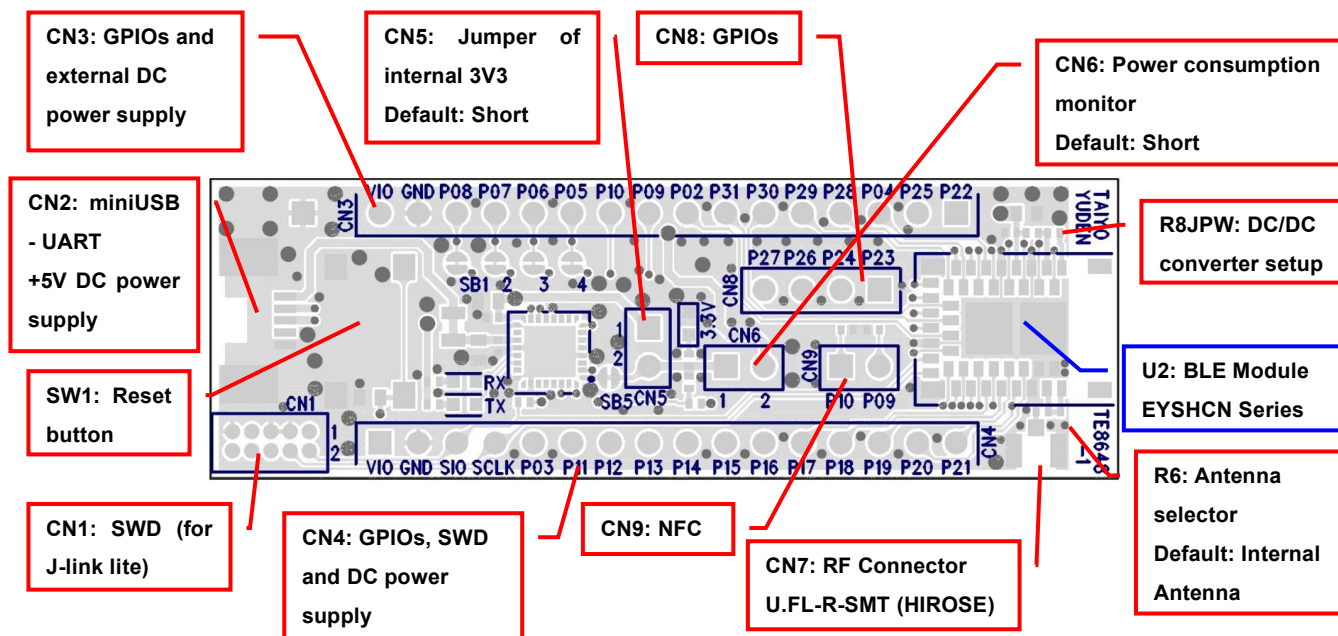 CN3: GPIOs and
external DC
power supply
CN5: Jumper of
internal 3V3
Default: Short
CN8: GPIOs
CN6: Power consumption
monitor
Default: Short
CN2: miniUSB
- UART
+5V DC power
supply
SW1: Reset
button
CN1: SWD (for
J-link lite)
CN4: GPIOs, SWD
and DC power
supply
CN9: NFC
CN7: RF Connector
U.FL-R-SMT (HIROSE)
R8JPW: DC/DC
converter setup
U2: BLE Module
EYSHCN Series
R6: Antenna
selector
Default: Internal
Antenna
VIO GND P08 P07 P06 P05 P10 P09 P02 P31 P30 P29 P28 P04 P25 P22
CN3
TAIYO
YUDEN
P27 P26 P24 P23
CN8
SB1 2 3 4
3.3V
1
2
CN5
SB5
CN6
1 2
CN9
P10 P09
RX
TX
CN1
1
2
VIO GND SIO SCLK P03 P11 P12 P13 P14 P15 P16 P17 P18 P19 P20 P21
CN4
-1